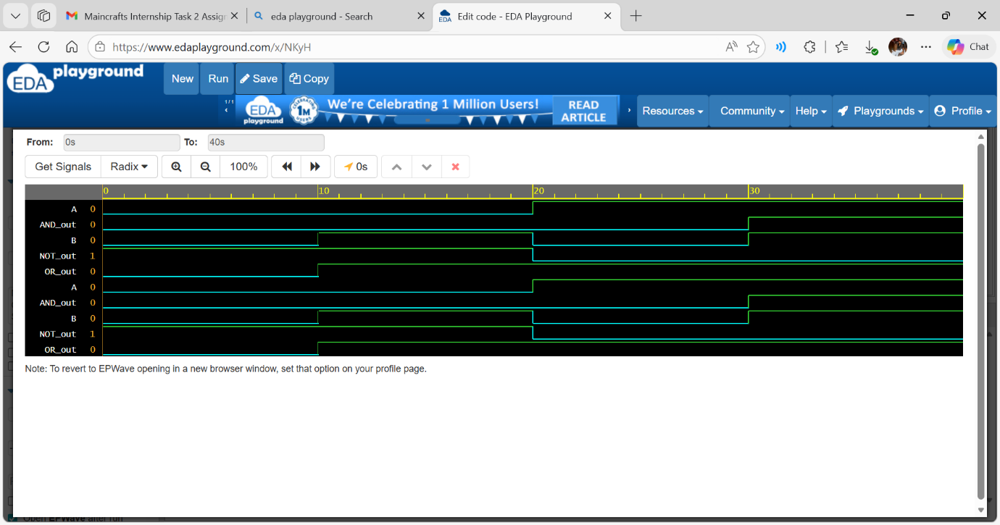 Maincrafts Internship Task 2 Assigr
eda playground - Search
Edit code - EDA Playground
https://www.edaplayground.com/x/NKyH
Chat
EDA playground
New
Run
Save
Copy
1/1
EDA playground
CELEBRATING 1M USERS
We're Celebrating 1 Million Users!
READ
ARTICLE
Resources
Community
Help
Playgrounds
Profile
From: 0s To: 40s
Get Signals Radix 100% 0s
0 10 20 30
A 0
AND_out 0
B 0
NOT_out 1
OR_out 0
A 0
AND_out 0
B 0
NOT_out 1
OR_out 0
Note: To revert to EPWave opening in a new browser window, set that option on your profile page.
Open EPWave after run